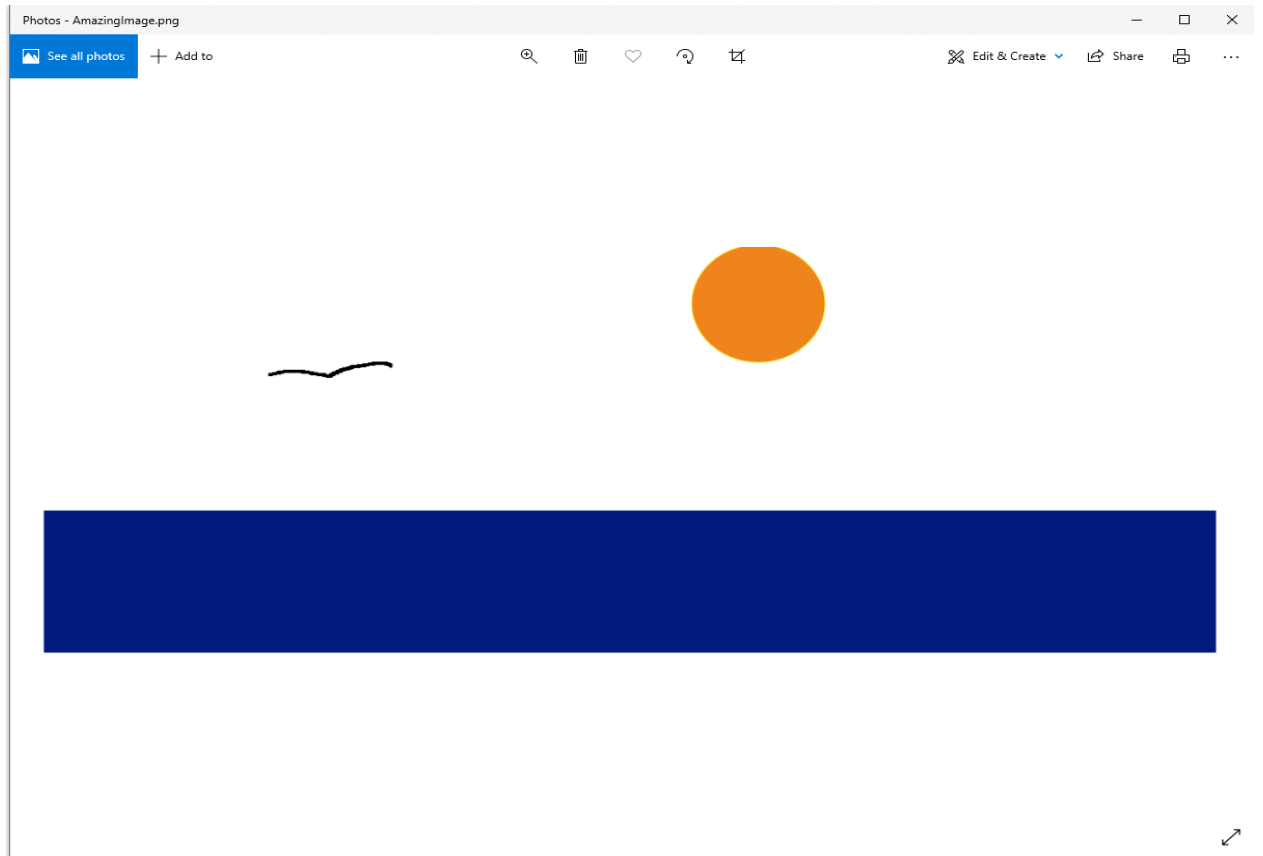 Photos - AmazingImage.png
See all photos
Add to
Edit & Create
Share